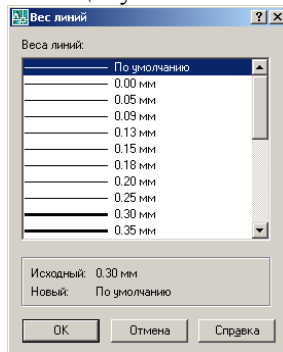 Вес линий
Веса линий:
По умолчанию
0.00 мм
0.05 мм
0.09 мм
0.13 мм
0.15 мм
0.18 мм
0.20 мм
0.25 мм
0.30 мм
0.35 мм
Исходный: 0.30 мм
Новый: По умолчанию
OK Отмена Справка